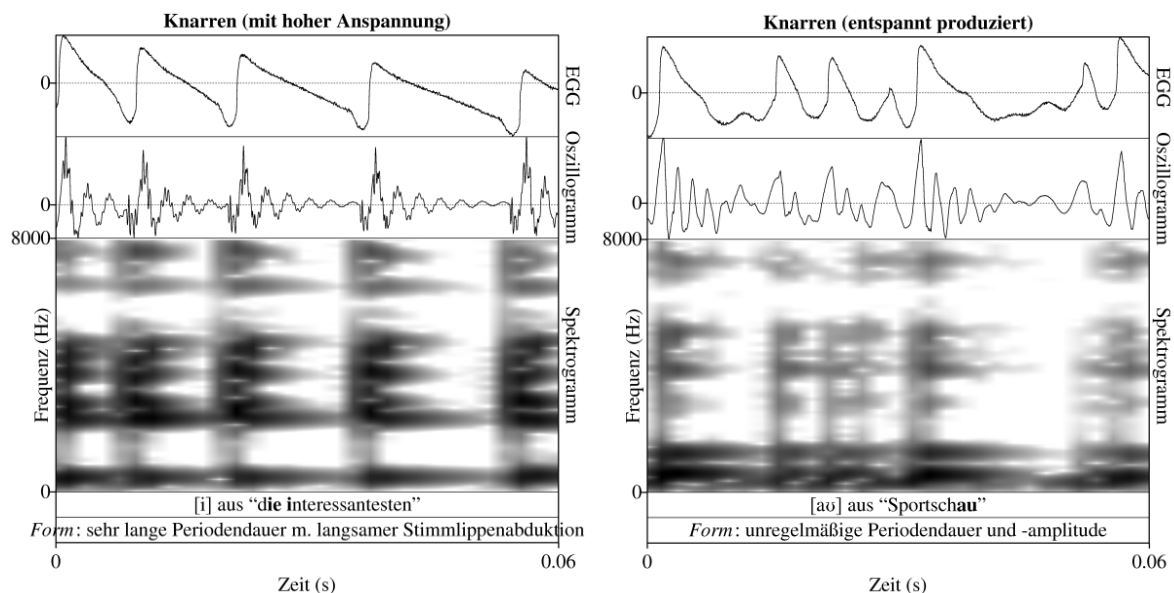 Knarren (mit hoher Anspannung)
0
EGG
0
Oszillogramm
8000
Frequenz (Hz)
Spektrogramm
0
[i] aus “die interessantesten”
Form: sehr lange Periodendauer m. langsamer Stimmlippenabduktion
0
0.06
Zeit (s)
Knarren (entspannt produziert)
0
EGG
0
Oszillogramm
8000
Frequenz (Hz)
Spektrogramm
0
[aʊ] aus “Sportschau”
Form: unregelmäßige Periodendauer und -amplitude
0
0.06
Zeit (s)